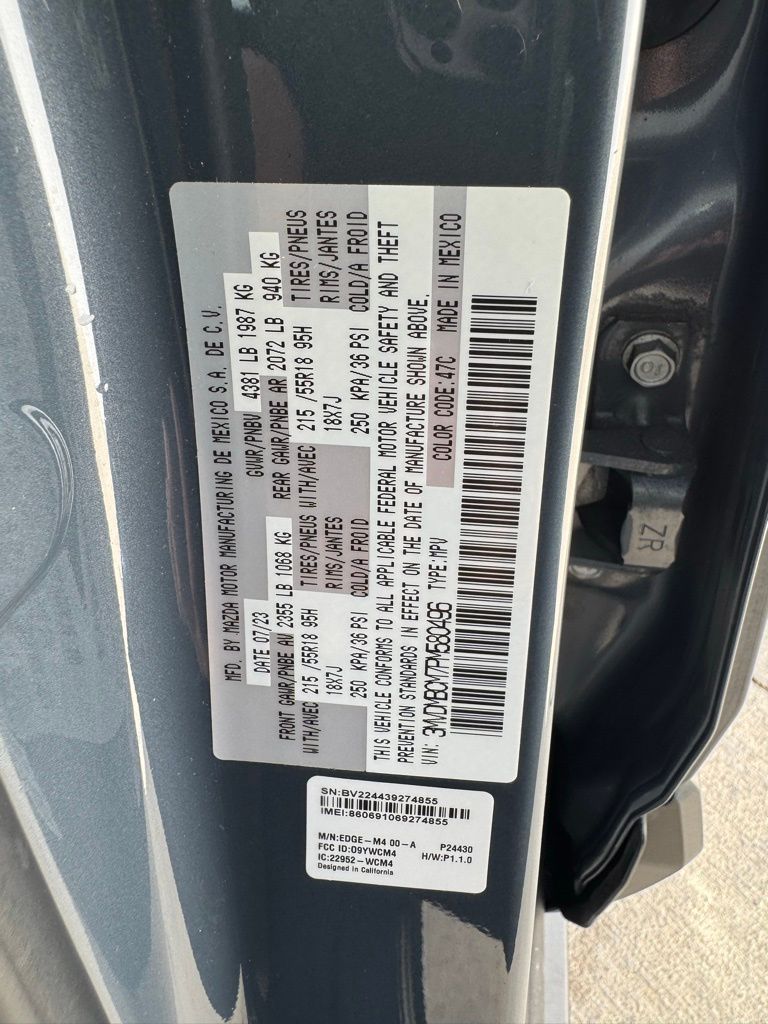 MFD. BY MAZDA MOTOR MANUFACTURING DE MEXICO S.A. DE C.V.
DATE 07/23 GVWR/PNBV 4381 LB 1987 KG
FRONT GAWR/PNBE AV 2355 LB 1068 KG REAR GAWR/PNBE AR 2072 LB 940 KG
WITH/AVEC 215 /55R18 95H TIRES/PNEUS WITH/AVEC 215 /55R18 95H TIRES/PNEUS
18X7J RIMS/JANTES 18X7J RIMS/JANTES
250 KPA/36 PSI COLD/A FROID 250 KPA/36 PSI COLD/A FROID
THIS VEHICLE CONFORMS TO ALL APPLICABLE FEDERAL MOTOR VEHICLE SAFETY AND THEFT
PREVENTION STANDARDS IN EFFECT ON THE DATE OF MANUFACTURE SHOWN ABOVE.
VIN: 3MVDMBCM7PM580496 TYPE:MPV COLOR CODE:47C MADE IN MEXICO
SN:BV224439274855
IMEI:860691069274855
M/N:EDGE-M4 00-A P24430
FCC ID:O9YWCM4 H/W:P1.1.0
IC:22952-WCM4
Designed in California
ZR